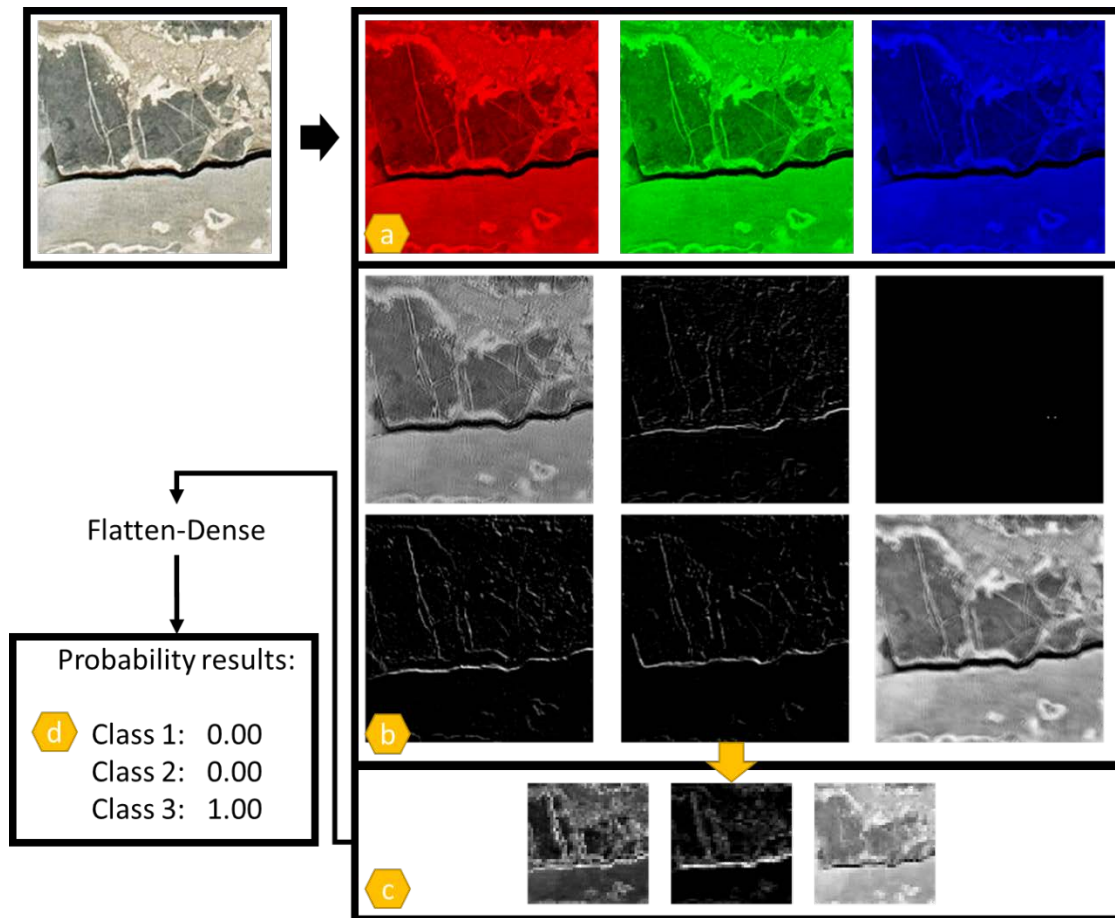 a
b
Flatten-Dense
Probability results:
d
Class 1: 0.00
Class 2: 0.00
Class 3: 1.00
c